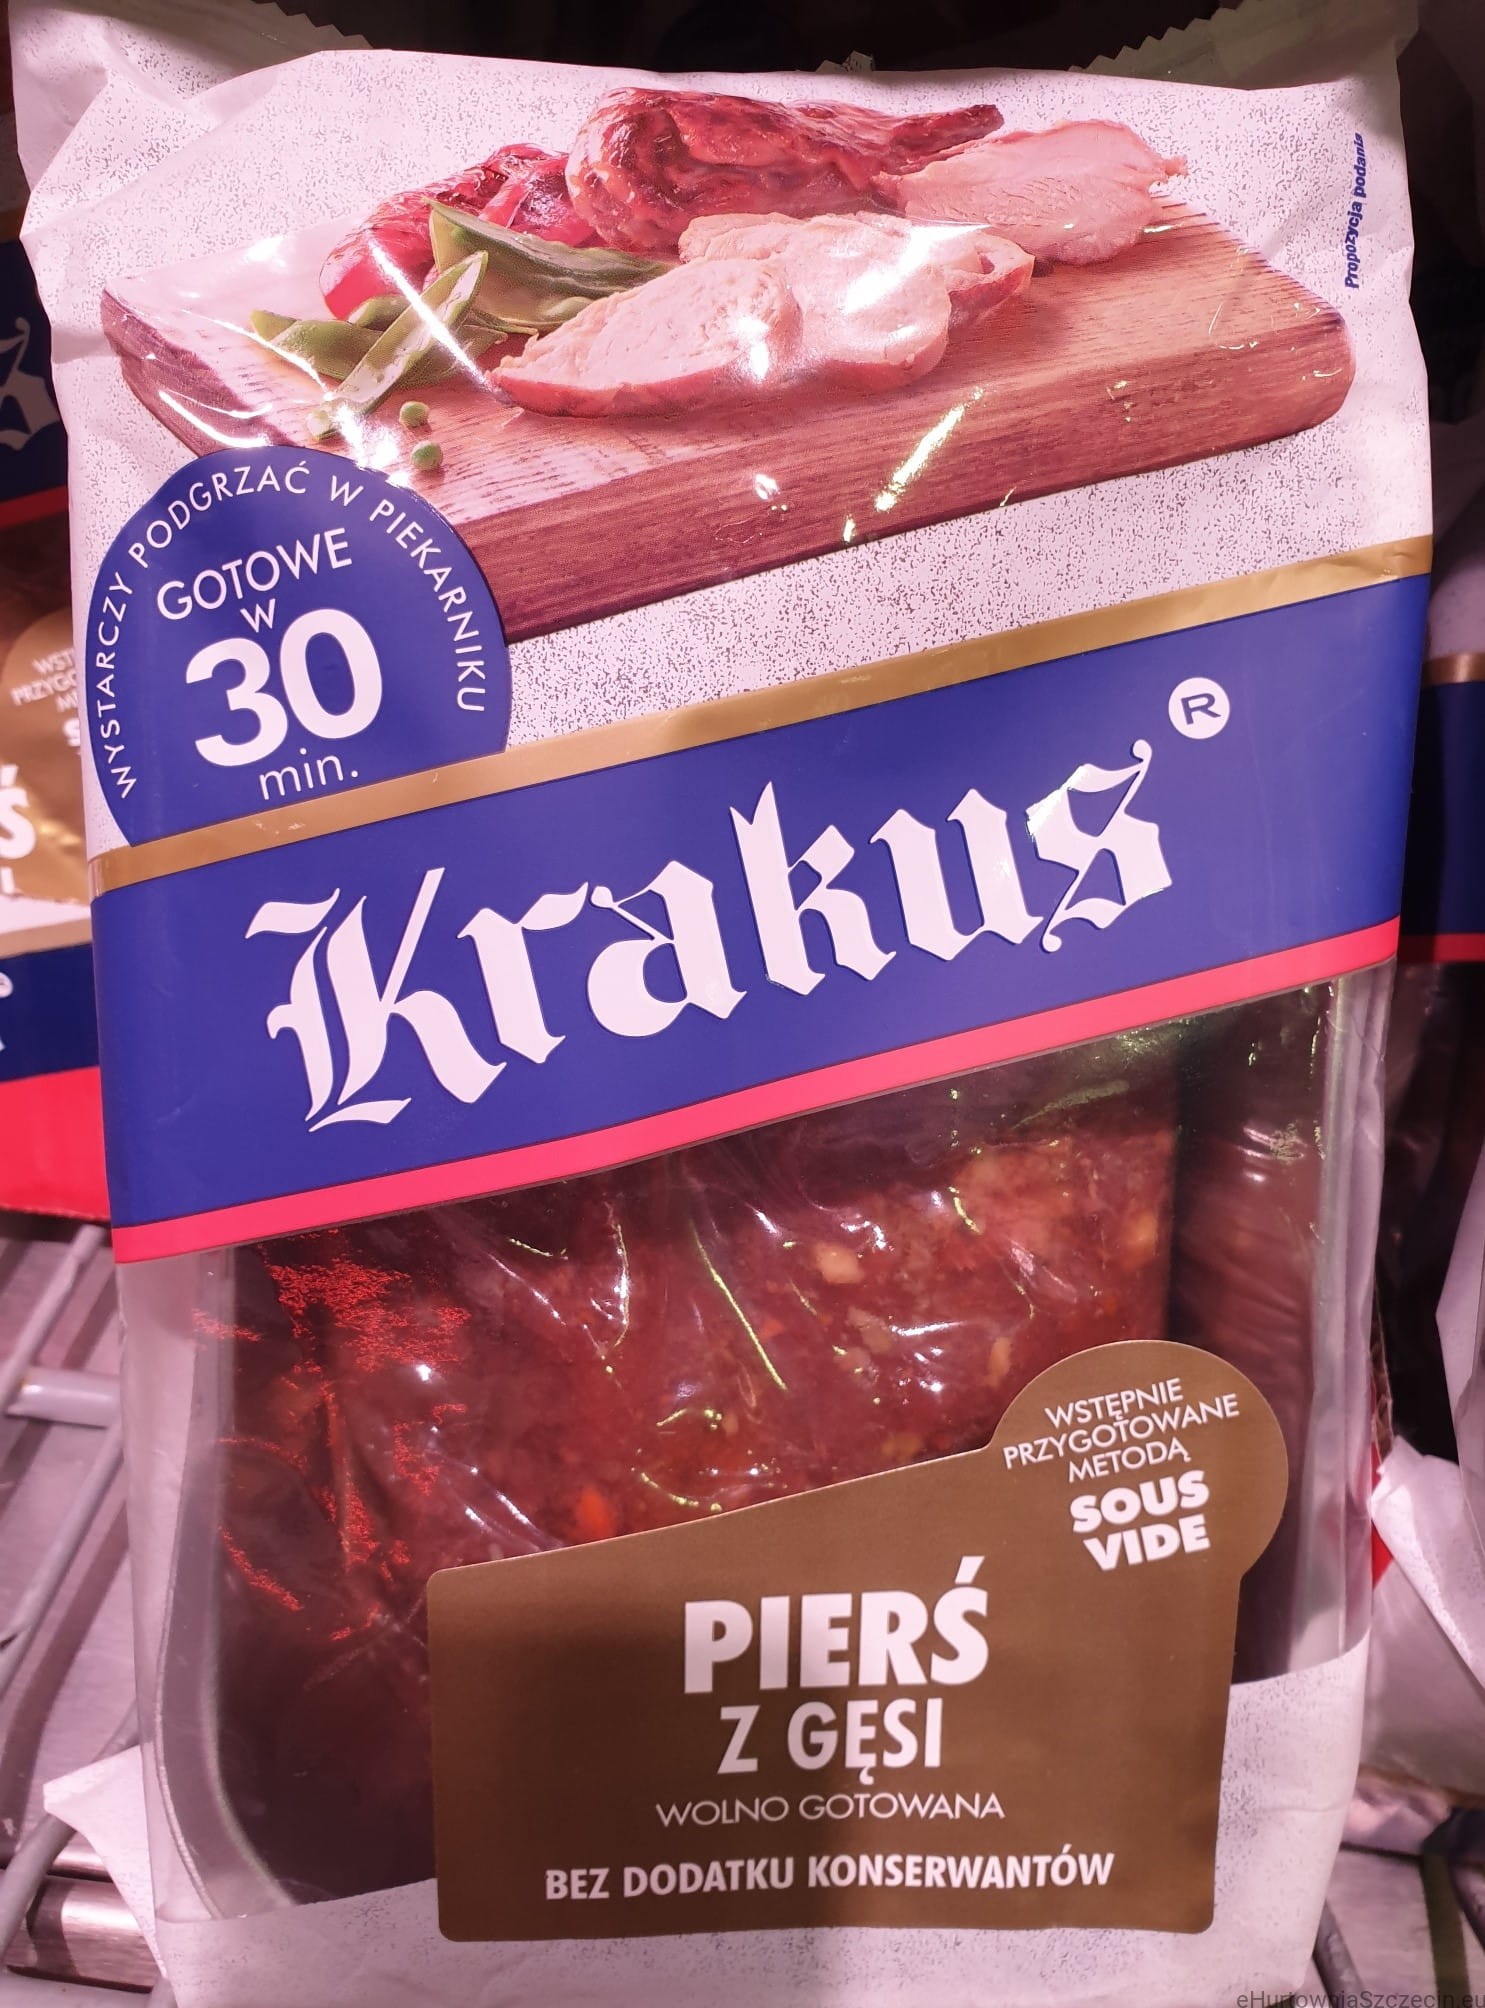 Propozycja podania
WYSTARCZY PODGRZAĆ W PIEKARNIKU
GOTOWE
W
30
min.
Krakus®
WSTĘPNIE
PRZYGOTOWANE
METODĄ
SOUS
VIDE
PIERŚ
Z GĘSI
WOLNO GOTOWANA
BEZ DODATKU KONSERWANTÓW
eHurtowniaSzczecin.eu